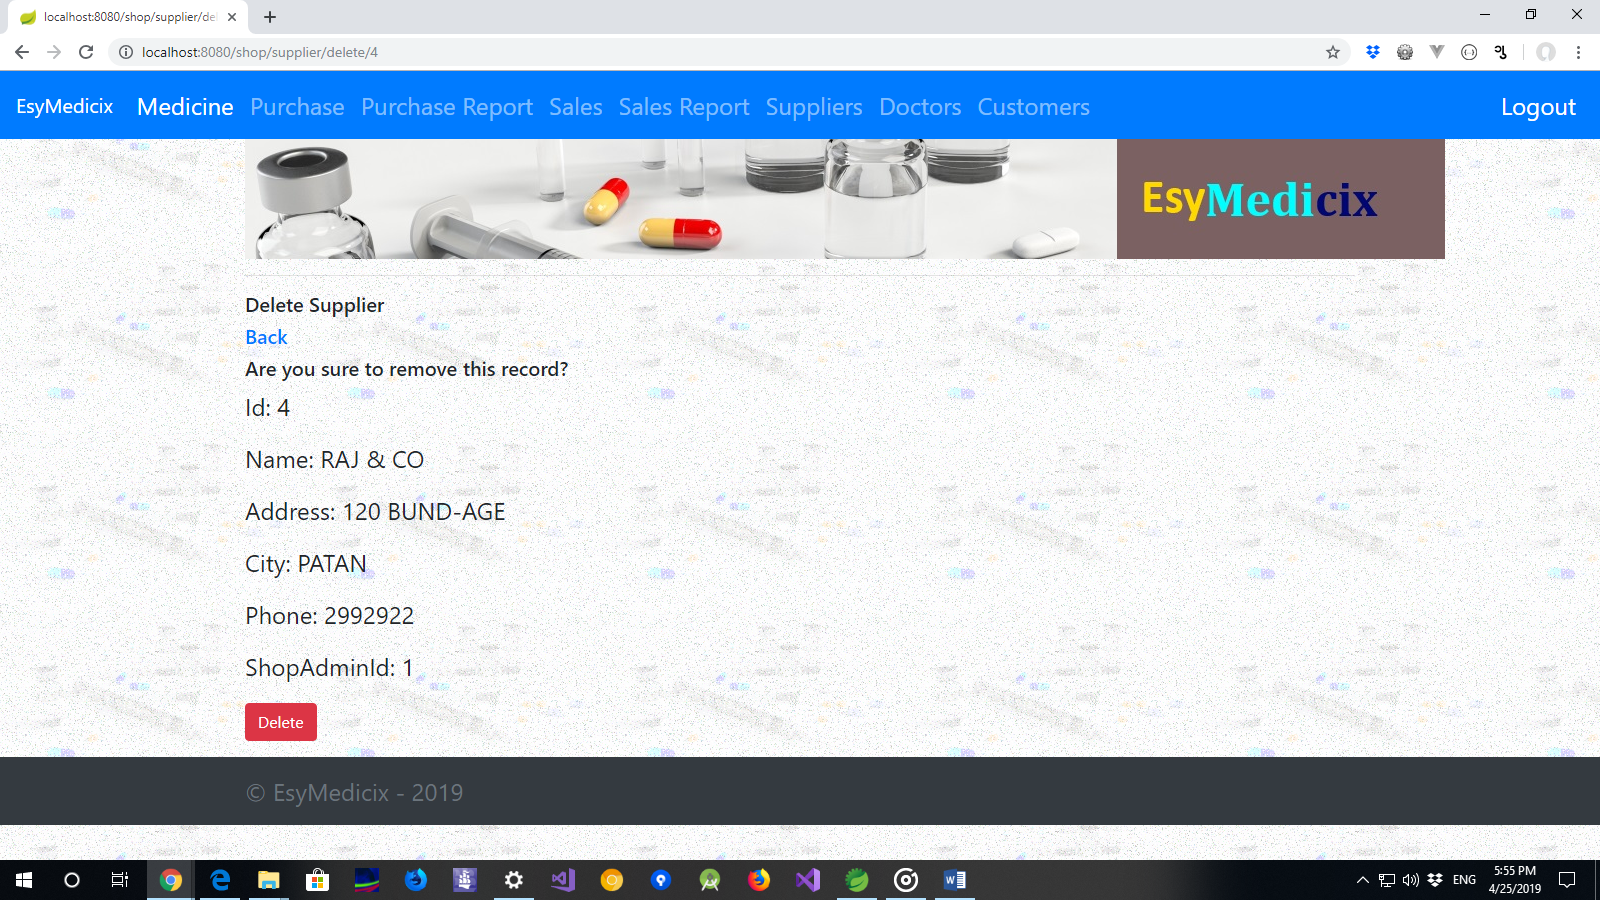 localhost:8080/shop/supplier/del
localhost:8080/shop/supplier/delete/4
EsyMedicix Medicine Purchase Purchase Report Sales Sales Report Suppliers Doctors Customers Logout
EsyMedicix
Delete Supplier
Back
Are you sure to remove this record?
Id: 4
Name: RAJ & CO
Address: 120 BUND-AGE
City: PATAN
Phone: 2992922
ShopAdminId: 1
Delete
© EsyMedicix - 2019
ENG
5:55 PM
4/25/2019